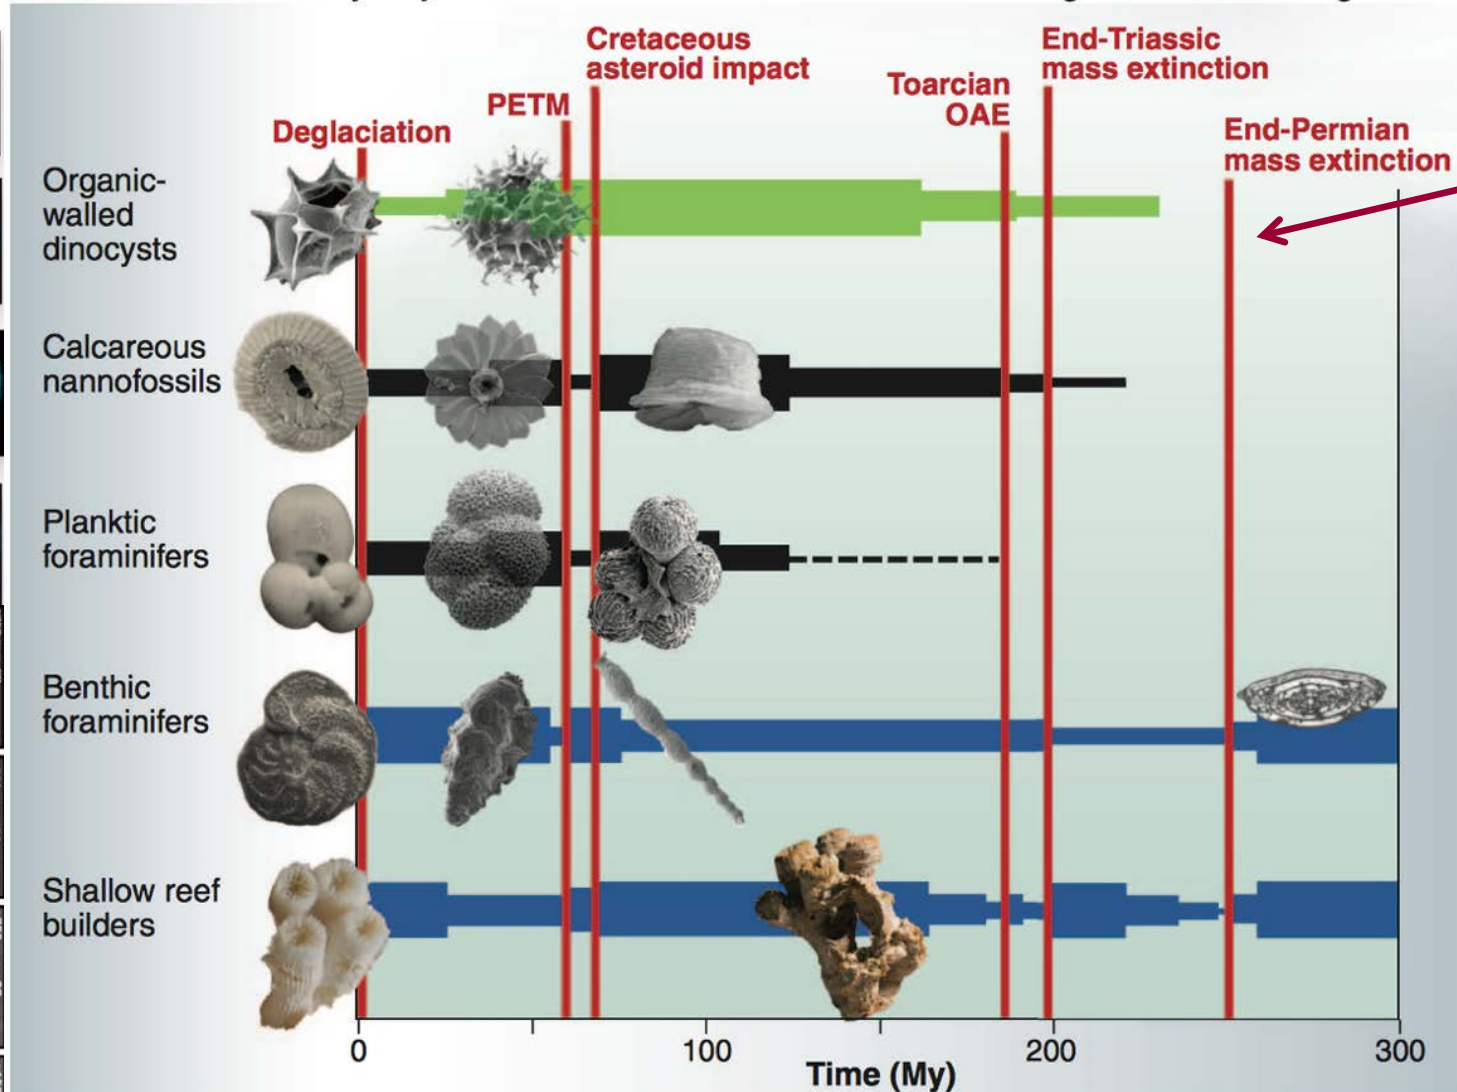 Cretaceous
asteroid impact
End-Triassic
mass extinction
Toarcian
OAE
PETM
Deglaciation
End-Permian
mass extinction
Organic-
walled
dinocysts
Calcareous
nannofossils
Planktic
foraminifers
Benthic
foraminifers
Shallow reef
builders
0
100
200
300
Time (My)